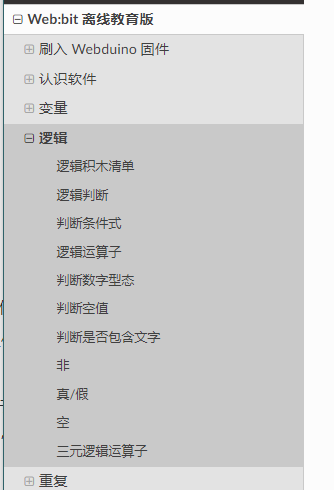 Web:bit 离线教育版
刷入 Webduino 固件
认识软件
变量
逻辑
逻辑积木清单
逻辑判断
判断条件式
逻辑运算子
判断数字型态
判断空值
判断是否包含文字
非
真/假
空
三元逻辑运算子
重复